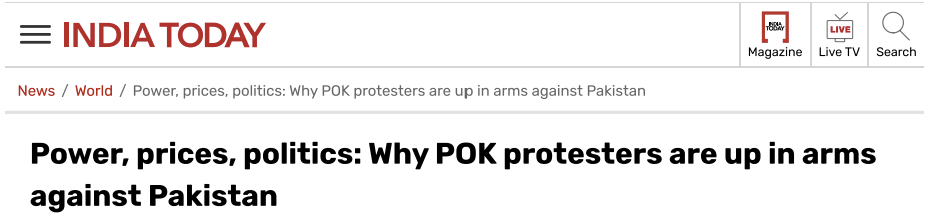 INDIA TODAY
INDIA TODAY
Magazine
LIVE
Live TV
Search
News / World / Power, prices, politics: Why POK protesters are up in arms against Pakistan
Power, prices, politics: Why POK protesters are up in arms
against Pakistan